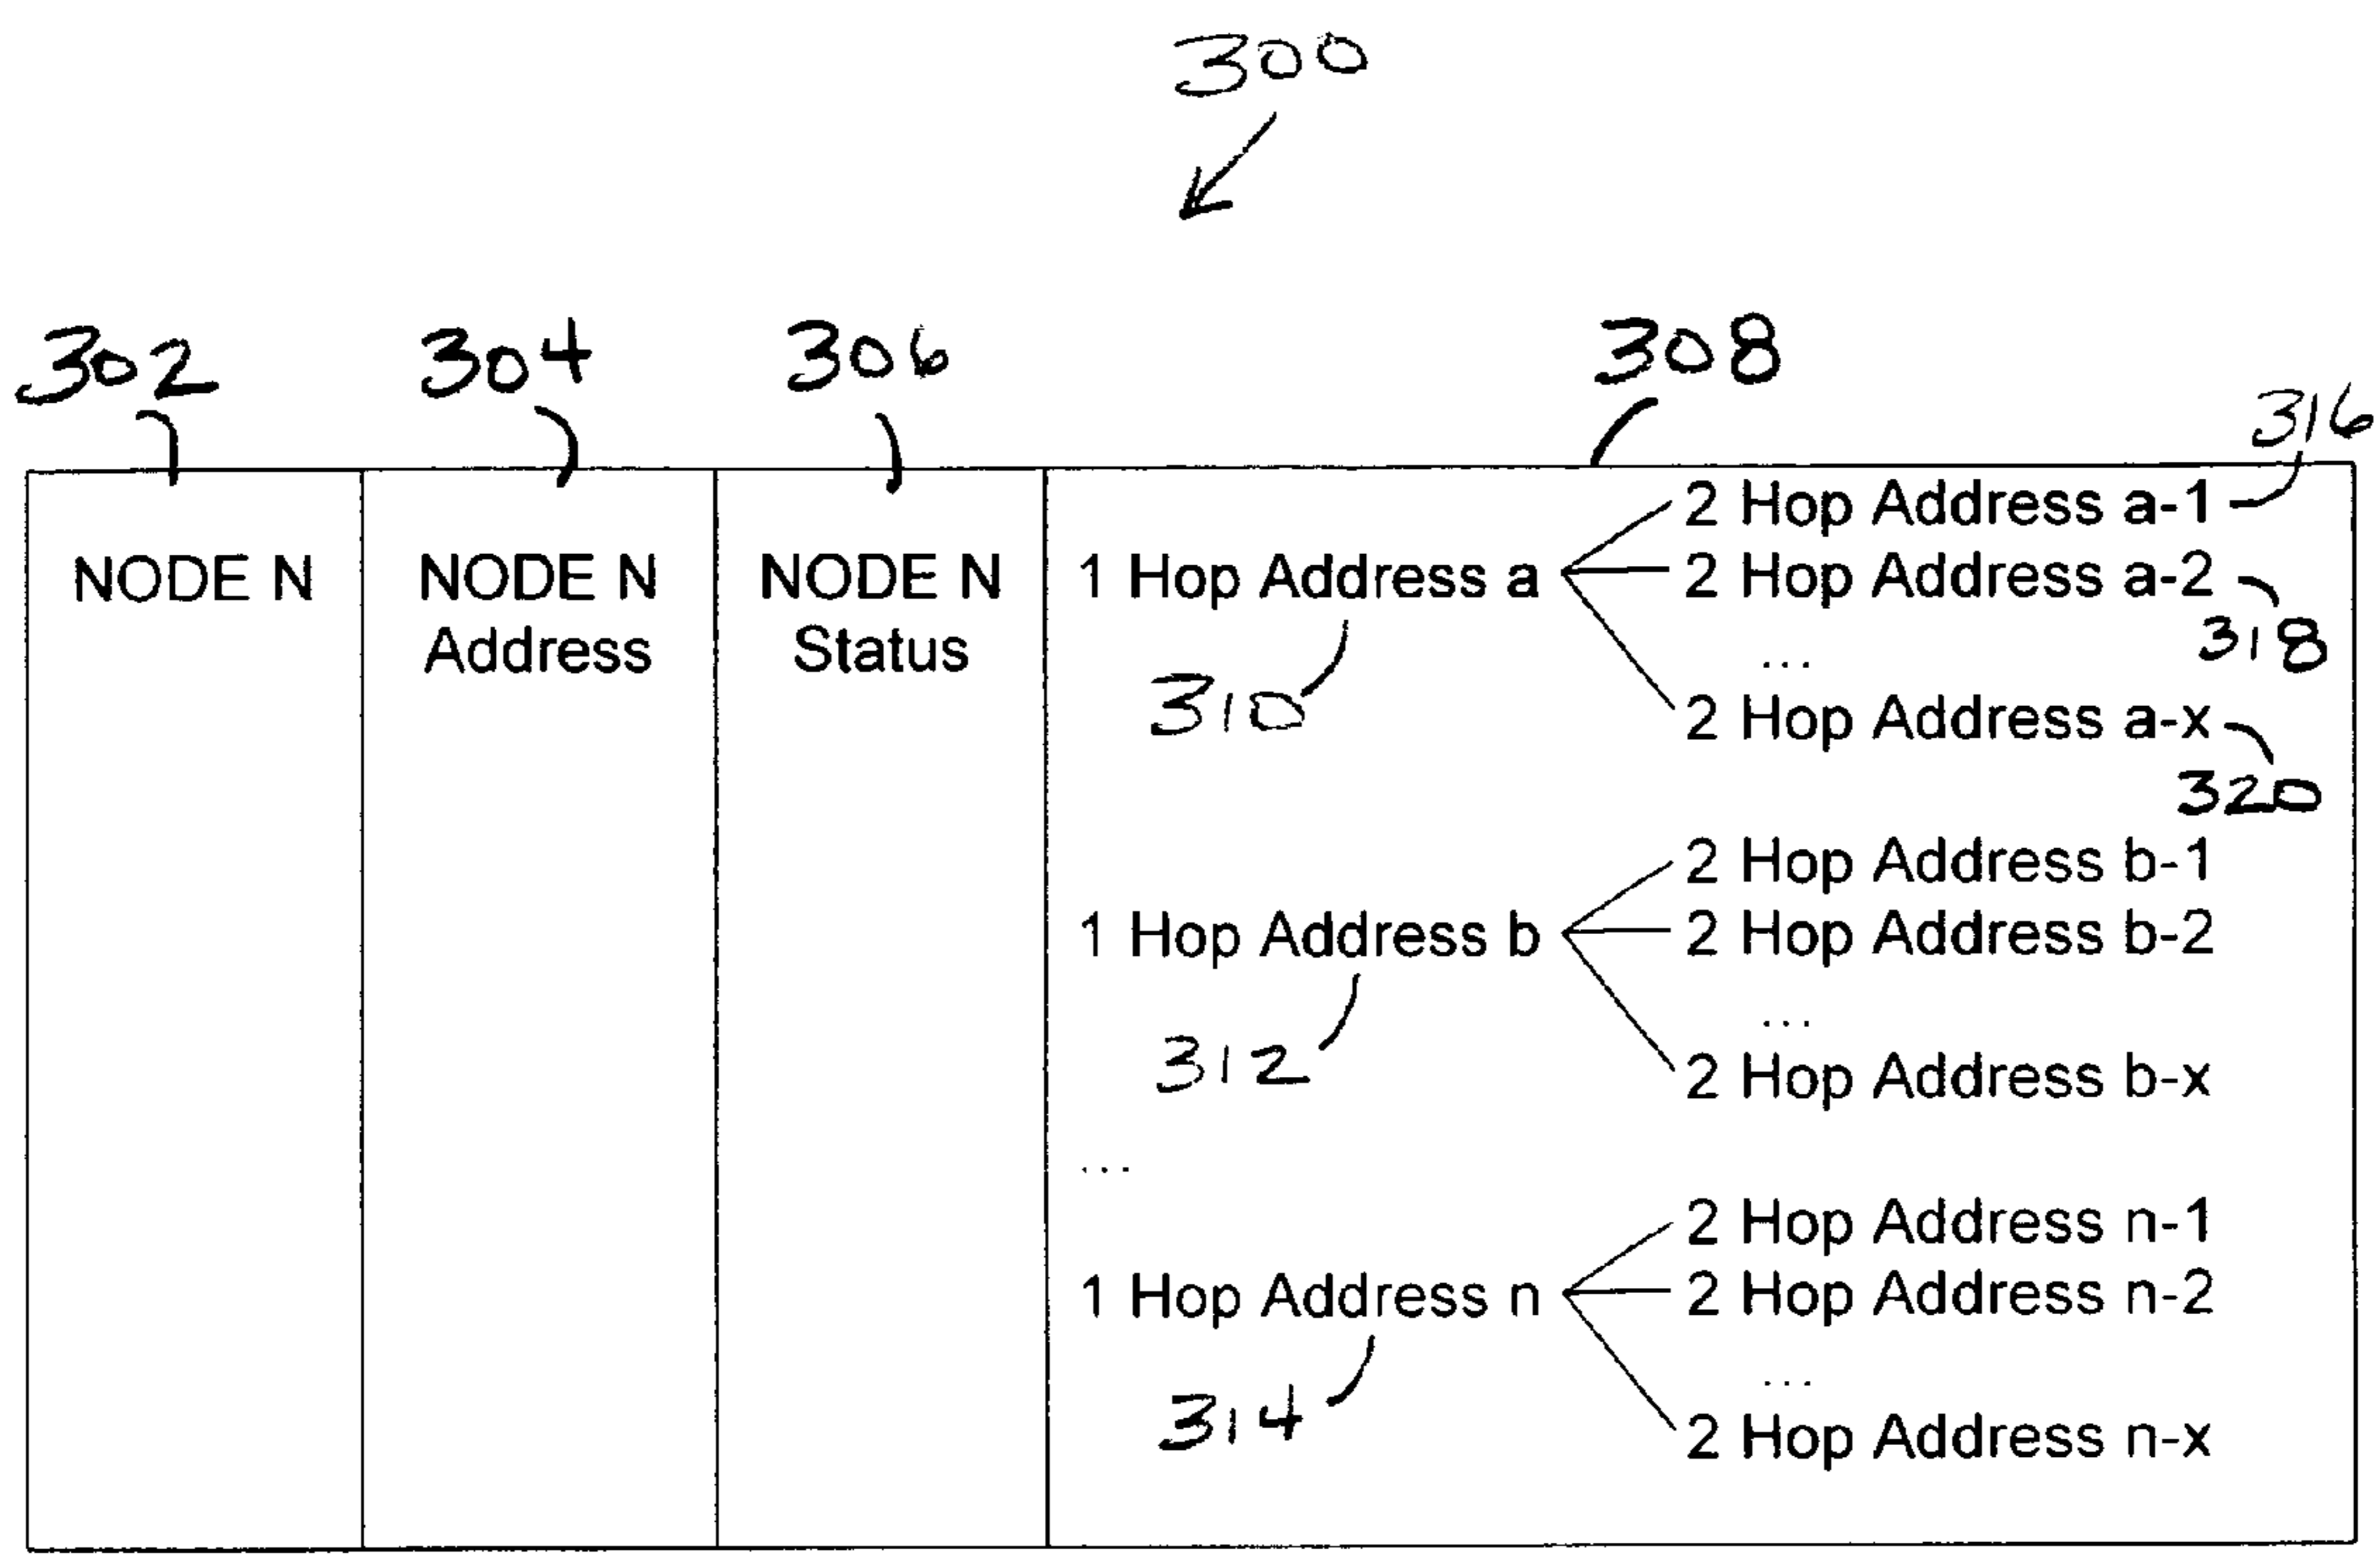 300
302 304 306 308
316
2 Hop Address a-1
NODE N NODE N NODE N 1 Hop Address a 2 Hop Address a-2
Address Status
318
...
310
2 Hop Address a-x
320
2 Hop Address b-1
1 Hop Address b 2 Hop Address b-2
...
312
2 Hop Address b-x
...
2 Hop Address n-1
1 Hop Address n 2 Hop Address n-2
...
314
2 Hop Address n-x